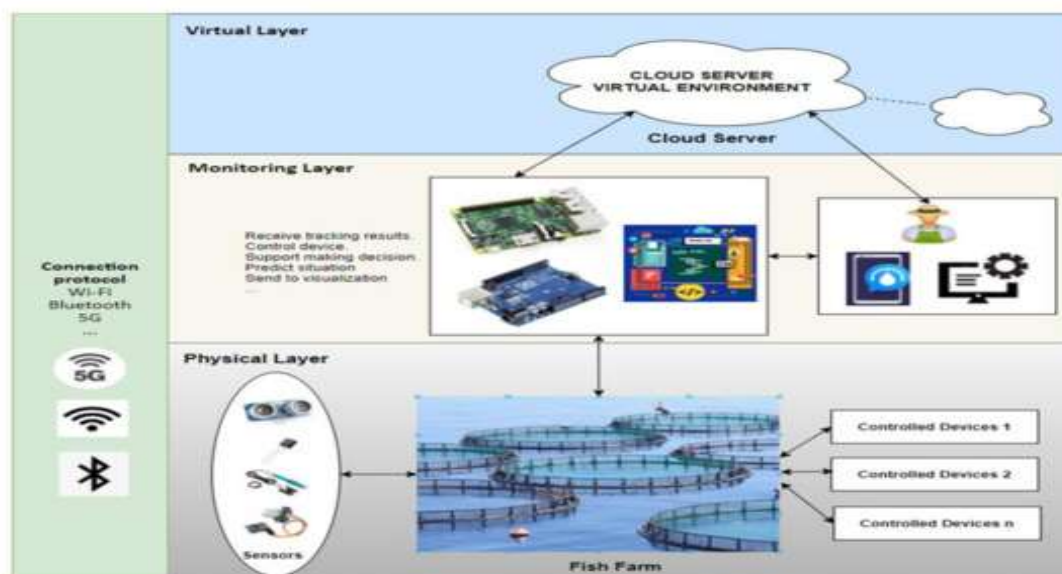 Virtual Layer
CLOUD SERVER
VIRTUAL ENVIRONMENT
Cloud Server
Monitoring Layer
Receive tracking results.
Control device.
Support making decision.
Predict situation
Send to visualization
...
Connection
protocol
Wi-Fi
Bluetooth
5G
...
5G
Physical Layer
Sensors
Fish Farm
Controlled Devices 1
Controlled Devices 2
Controlled Devices n